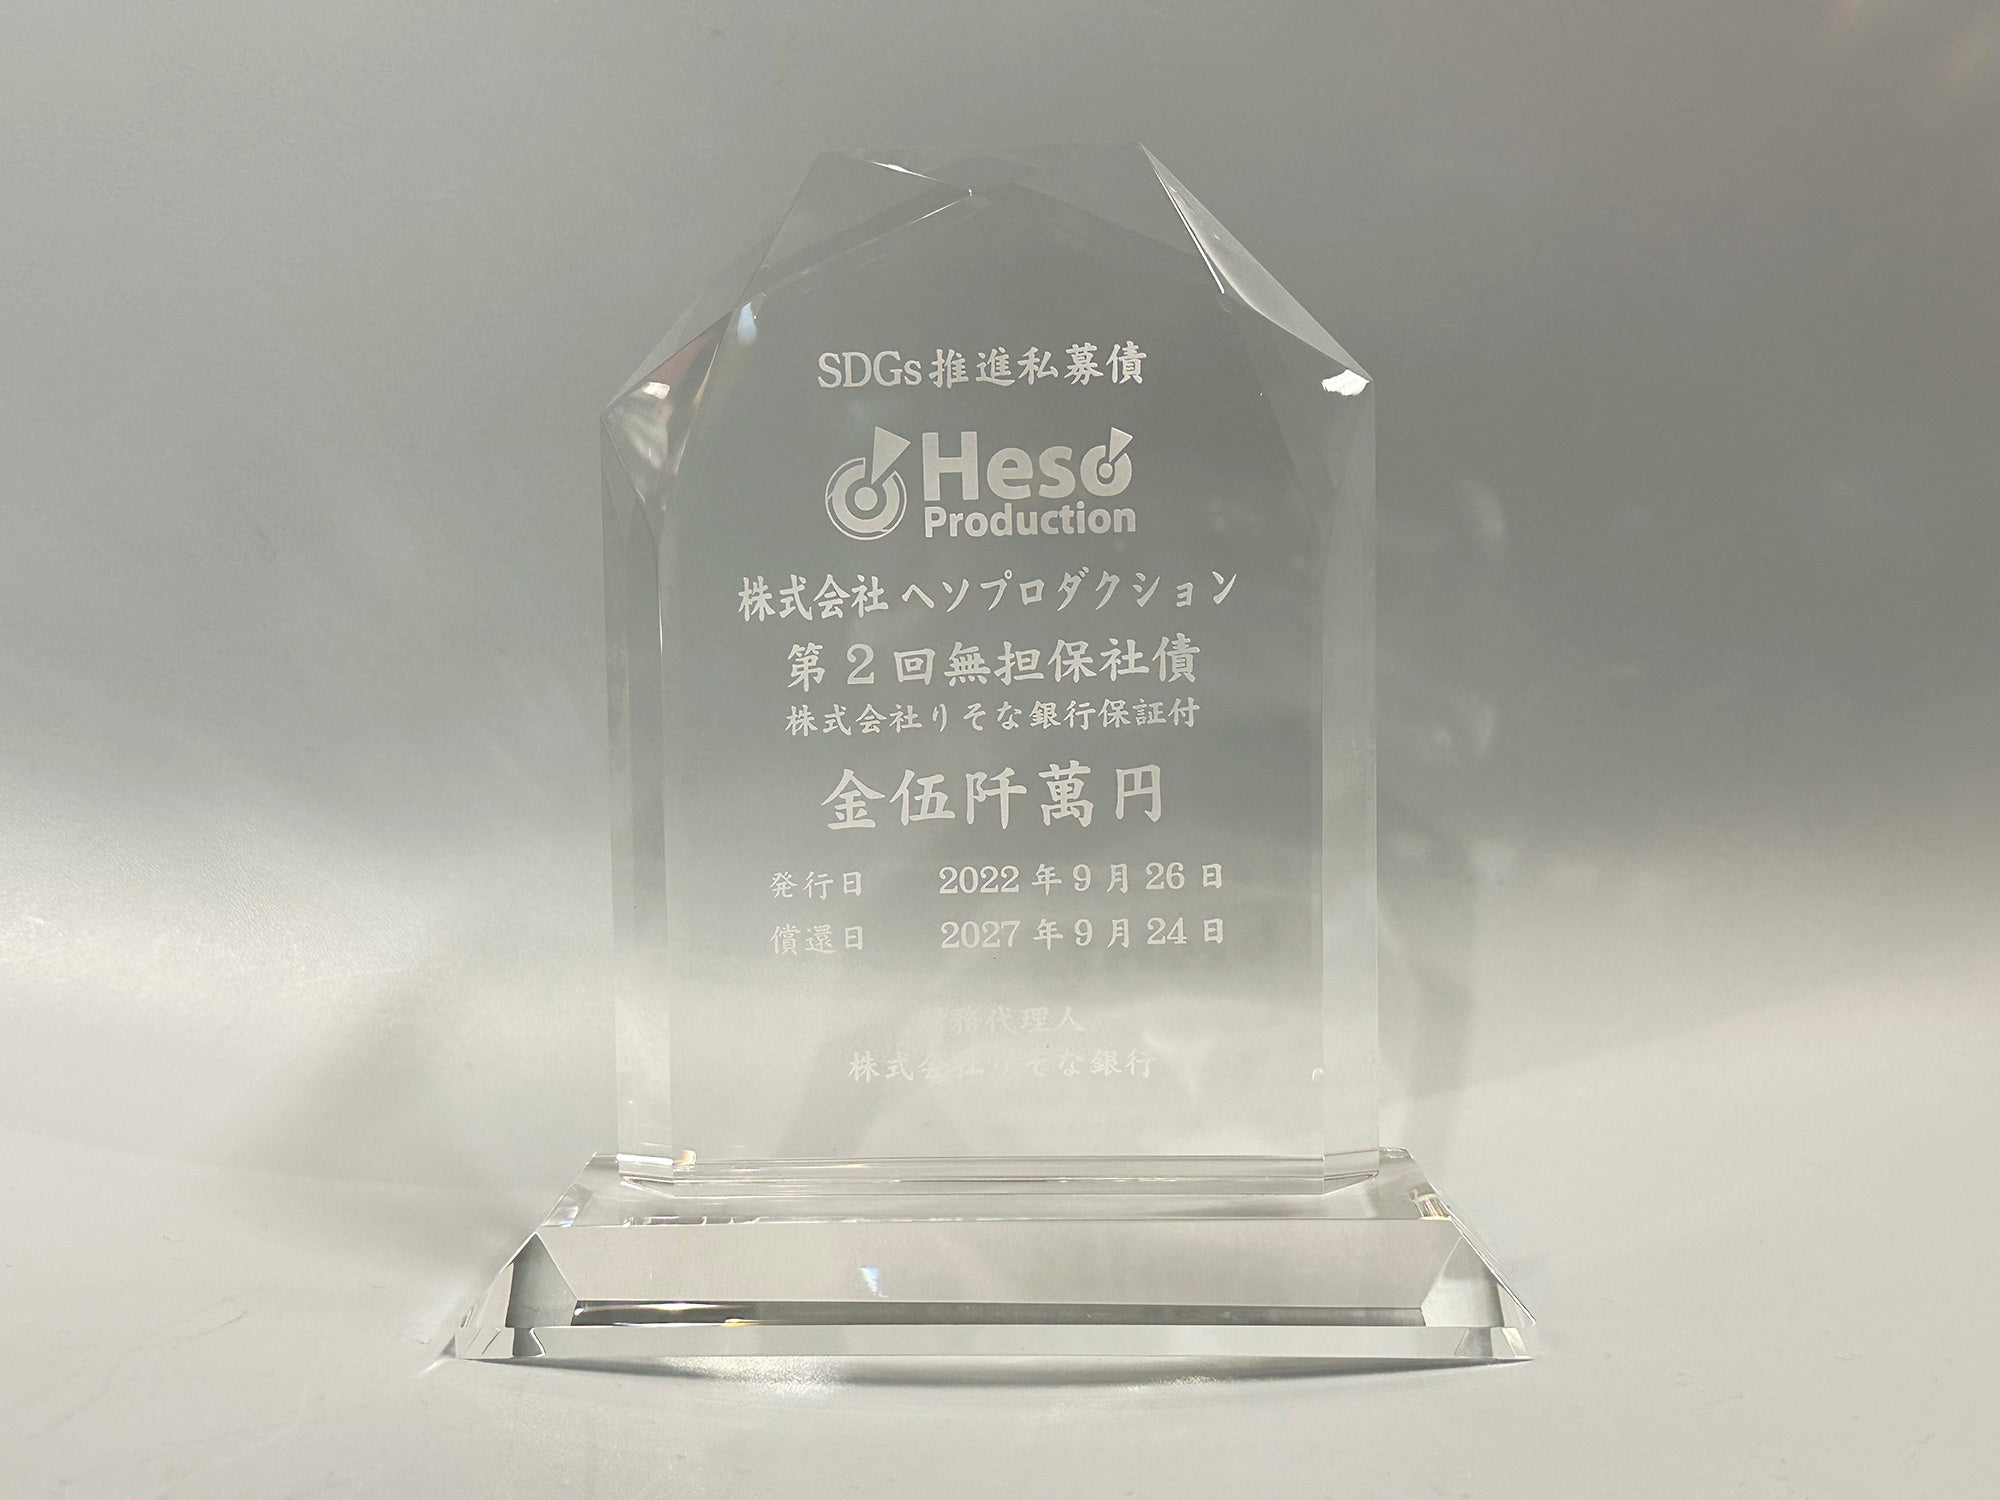 SDGs推進私募債
Heso
Production
株式会社 ヘソプロダクション
第2回無担保社債
株式会社りそな銀行保証付
金伍阡萬円
発行日 2022年9月26日
償還日 2027年9月24日
財務代理人
株式会社りそな銀行